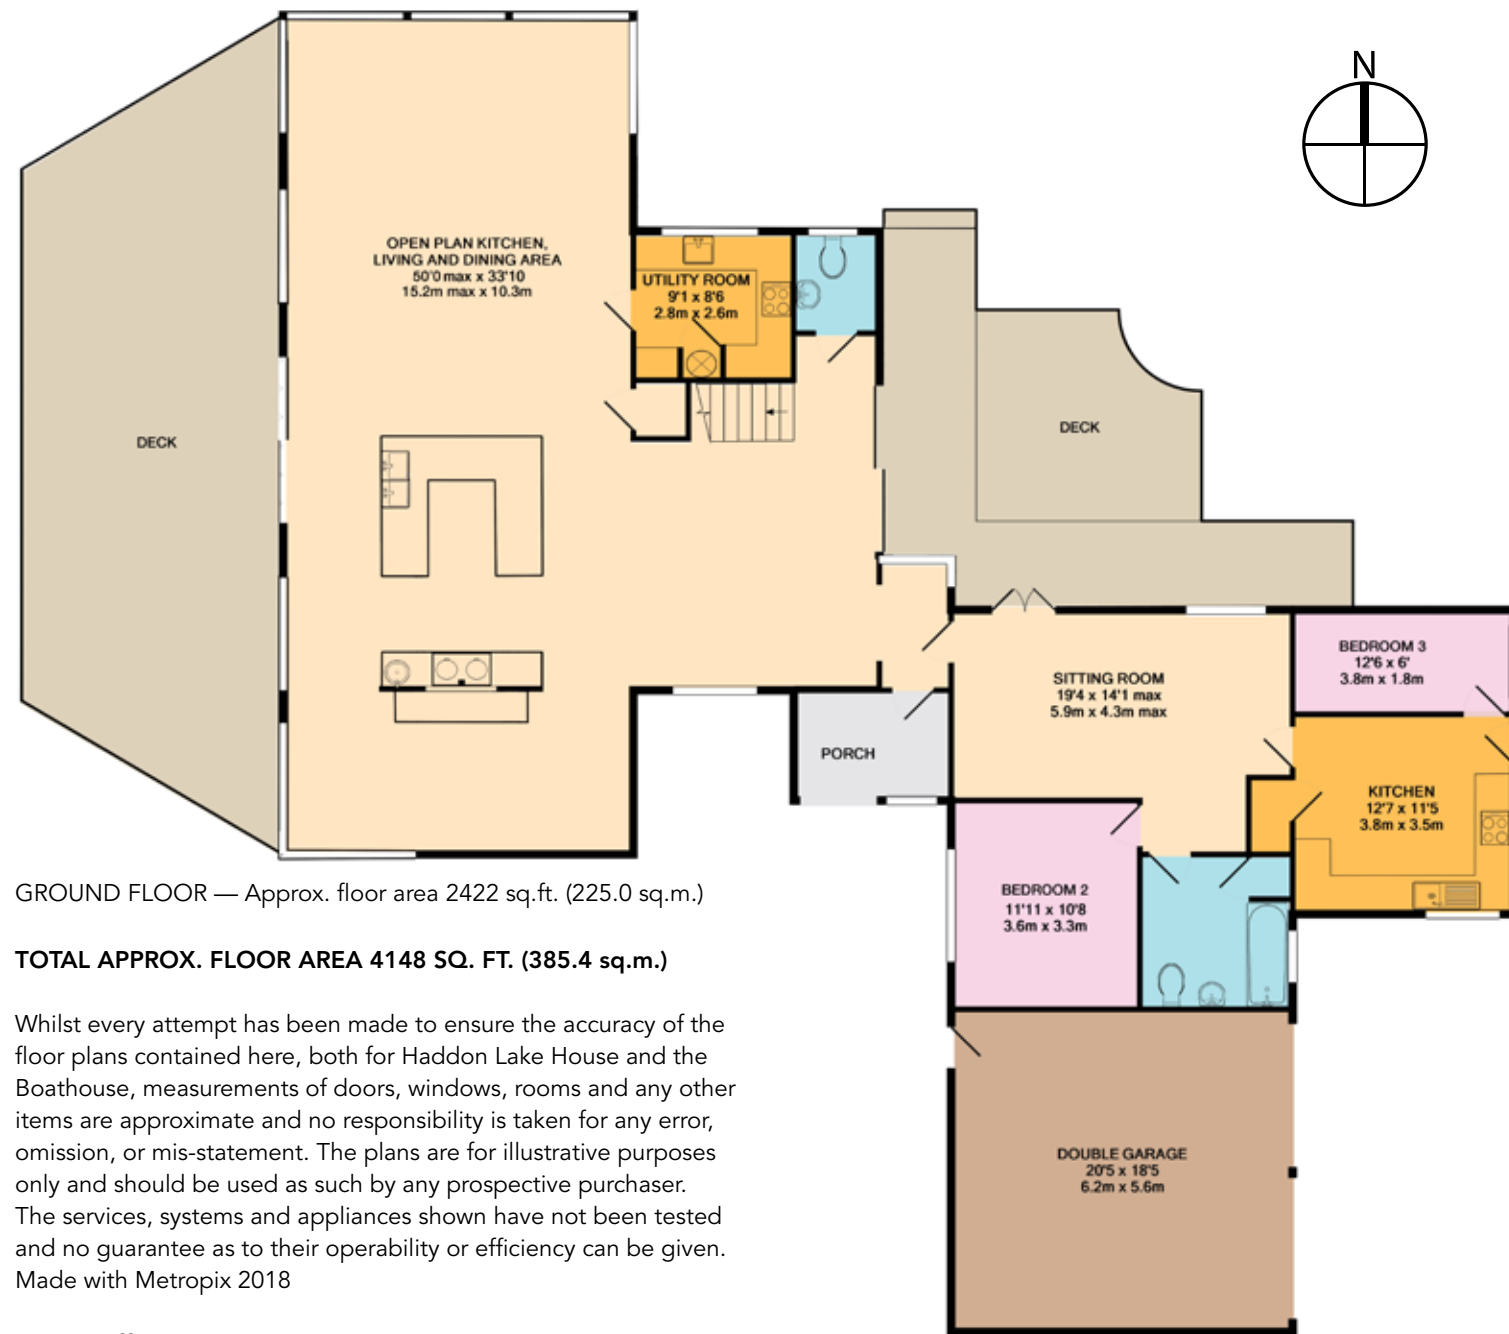 N
OPEN PLAN KITCHEN,
LIVING AND DINING AREA
50'0 max x 33'10
15.2m max x 10.3m
UTILITY ROOM
9'1 x 8'6
2.8m x 2.6m
DECK
DECK
BEDROOM 3
12'6 x 6'
3.8m x 1.8m
SITTING ROOM
19'4 x 14'1 max
5.9m x 4.3m max
PORCH
KITCHEN
12'7 x 11'5
3.8m x 3.5m
BEDROOM 2
11'11 x 10'8
3.6m x 3.3m
DOUBLE GARAGE
20'5 x 18'5
6.2m x 5.6m
GROUND FLOOR — Approx. floor area 2422 sq.ft. (225.0 sq.m.)
TOTAL APPROX. FLOOR AREA 4148 SQ. FT. (385.4 sq.m.)
Whilst every attempt has been made to ensure the accuracy of the
floor plans contained here, both for Haddon Lake House and the
Boathouse, measurements of doors, windows, rooms and any other
items are approximate and no responsibility is taken for any error,
omission, or mis-statement. The plans are for illustrative purposes
only and should be used as such by any prospective purchaser.
The services, systems and appliances shown have not been tested
and no guarantee as to their operability or efficiency can be given.
Made with Metropix 2018